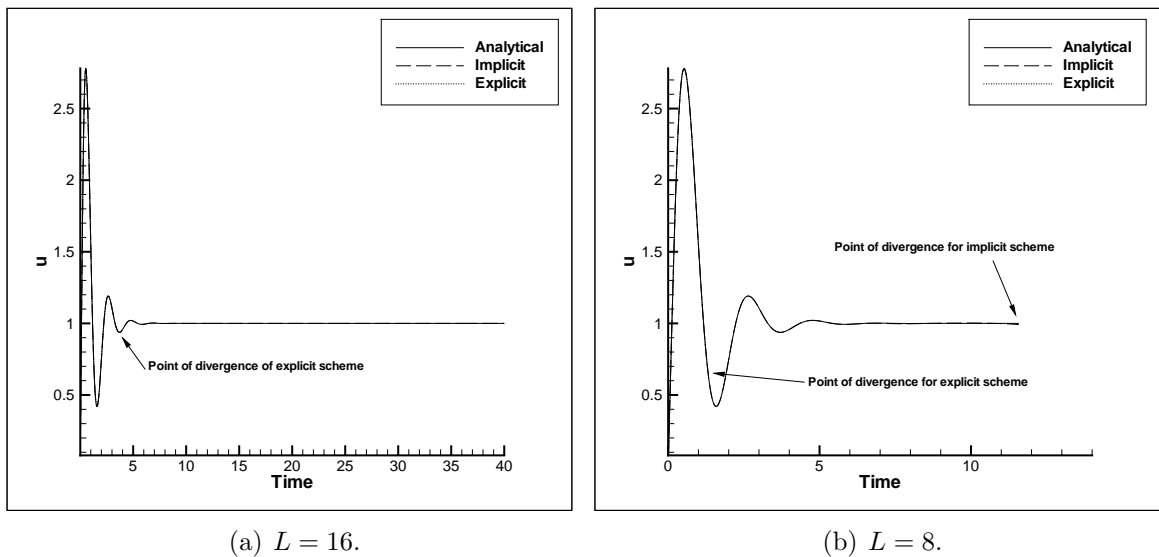 Analytical
Implicit
Explicit
2.5
2
1.5
1
0.5
u
Point of divergence of explicit scheme
5 10 15 20 25 30 35 40
Time
(a) L = 16.
Analytical
Implicit
Explicit
2.5
2
1.5
1
0.5
u
Point of divergence for implicit scheme
Point of divergence for explicit scheme
0 5 10
Time
(b) L = 8.